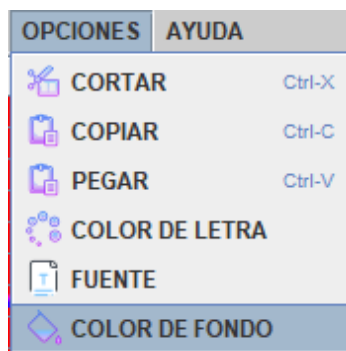 OPCIONES AYUDA
CORTAR Ctrl-X
COPIAR Ctrl-C
PEGAR Ctrl-V
COLOR DE LETRA
T FUENTE
COLOR DE FONDO